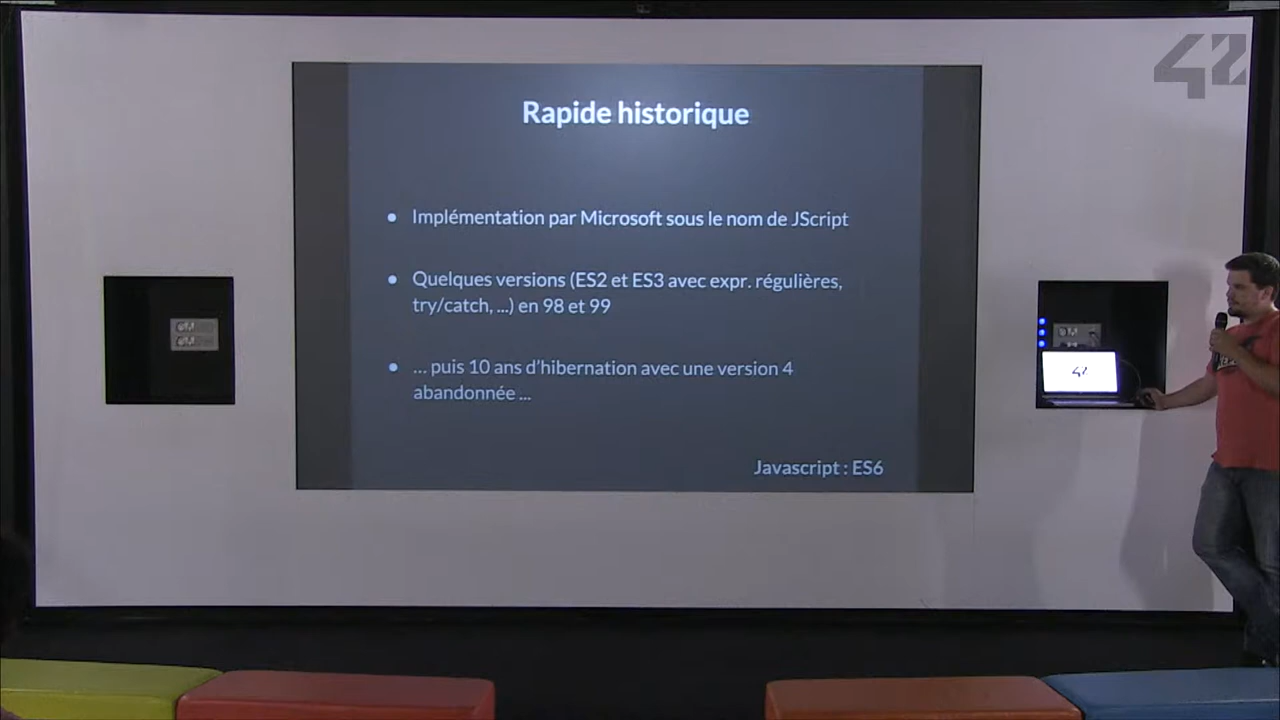 42
Rapide historique
● Implémentation par Microsoft sous le nom de JScript
● Quelques versions (ES2 et ES3 avec expr. régulières,
try/catch, ...) en 98 et 99
● ... puis 10 ans d'hibernation avec une version 4
abandonnée ...
Javascript : ES6
42